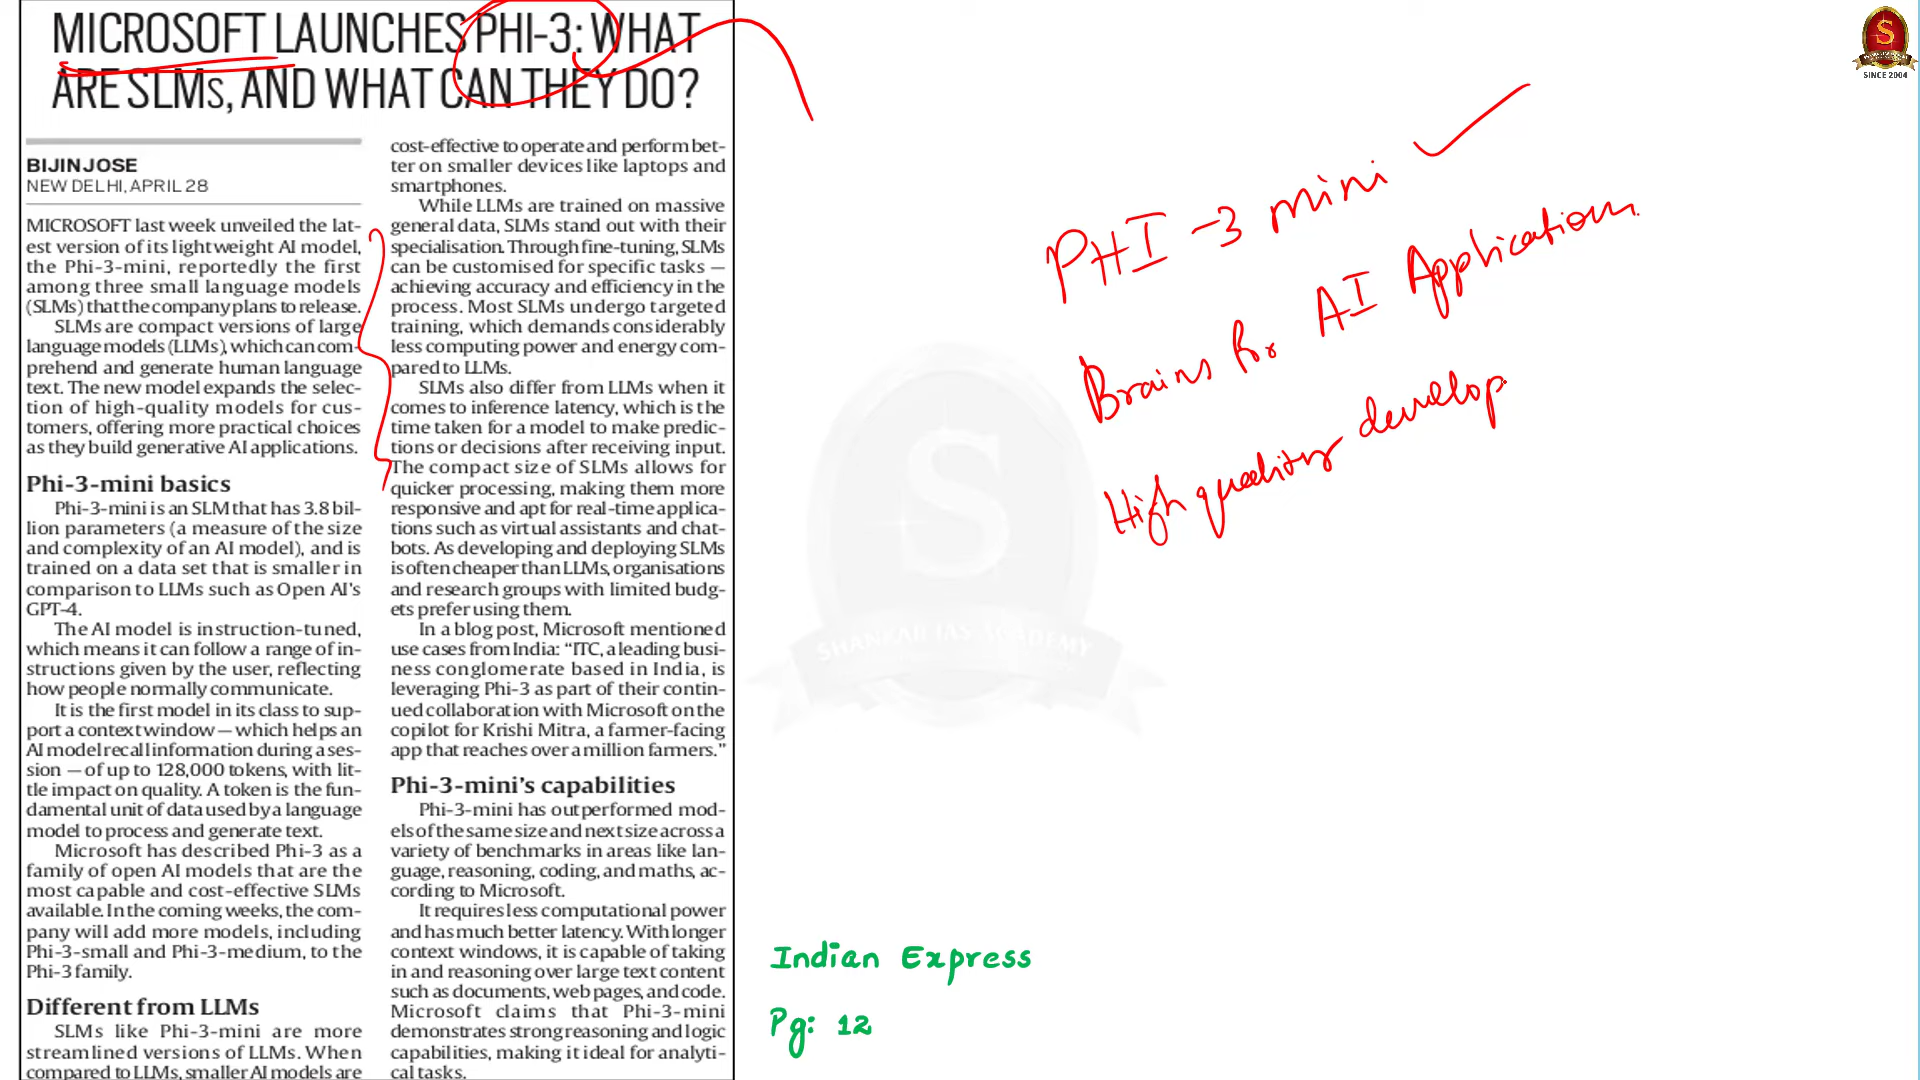 MICROSOFT LAUNCHES PHI-3: WHAT
ARE SLMs, AND WHAT CAN THEY DO?
BIJIN JOSE
NEW DELHI, APRIL 28
MICROSOFT last week unveiled the lat-
est version of its lightweight AI model,
the Phi-3-mini, reportedly the first
among three small language models
(SLMs) that the company plans to release.
SLMs are compact versions of large
language models (LLMs), which can com-
prehend and generate human language
text. The new model expands the selec-
tion of high-quality models for cus-
tomers, offering more practical choices
as they build generative AI applications.
Phi-3-mini basics
Phi-3-mini is an SLM that has 3.8 bil-
lion parameters (a measure of the size
and complexity of an AI model), and is
trained on a data set that is smaller in
comparison to LLMs such as Open AI's
GPT-4.
The AI model is instruction-tuned,
which means it can follow a range of in-
structions given by the user, reflecting
how people normally communicate.
It is the first model in its class to sup-
port a context window — which helps an
AI model recall information during a ses-
sion — of up to 128,000 tokens, with lit-
tle impact on quality. A token is the fun-
damental unit of data used by a language
model to process and generate text.
Microsoft has described Phi-3 as a
family of open AI models that are the
most capable and cost-effective SLMs
available. In the coming weeks, the com-
pany will add more models, including
Phi-3-small and Phi-3-medium, to the
Phi-3 family.
Different from LLMs
SLMs like Phi-3-mini are more
streamlined versions of LLMs. When
compared to LLMs, smaller AI models are
cost-effective to operate and perform bet-
ter on smaller devices like laptops and
smartphones.
While LLMs are trained on massive
general data, SLMs stand out with their
specialisation. Through fine-tuning, SLMs
can be customised for specific tasks —
achieving accuracy and efficiency in the
process. Most SLMs undergo targeted
training, which demands considerably
less computing power and energy com-
pared to LLMs.
SLMs also differ from LLMs when it
comes to inference latency, which is the
time taken for a model to make predic-
tions or decisions after receiving input.
The compact size of SLMs allows for
quicker processing, making them more
responsive and apt for real-time applica-
tions such as virtual assistants and chat-
bots. As developing and deploying SLMs
is often cheaper than LLMs, organisations
and research groups with limited budg-
ets prefer using them.
In a blog post, Microsoft mentioned
use cases from India: "ITC, a leading busi-
ness conglomerate based in India, is
leveraging Phi-3 as part of their contin-
ued collaboration with Microsoft on the
copilot for Krishi Mitra, a farmer-facing
app that reaches over a million farmers."
Phi-3-mini's capabilities
Phi-3-mini has outperformed mod-
els of the same size and next size across a
variety of benchmarks in areas like lan-
guage, reasoning, coding, and maths, ac-
cording to Microsoft.
It requires less computational power
and has much better latency. With longer
context windows, it is capable of taking
in and reasoning over large text content
such as documents, web pages, and code.
Microsoft claims that Phi-3-mini
demonstrates strong reasoning and logic
capabilities, making it ideal for analyti-
cal tasks.
PHI-3 mini
Brains for AI Applications
High quality develop
S
SHANKAR IAS ACADEMY
Indian Express
Pg: 12
S
SINCE 2004